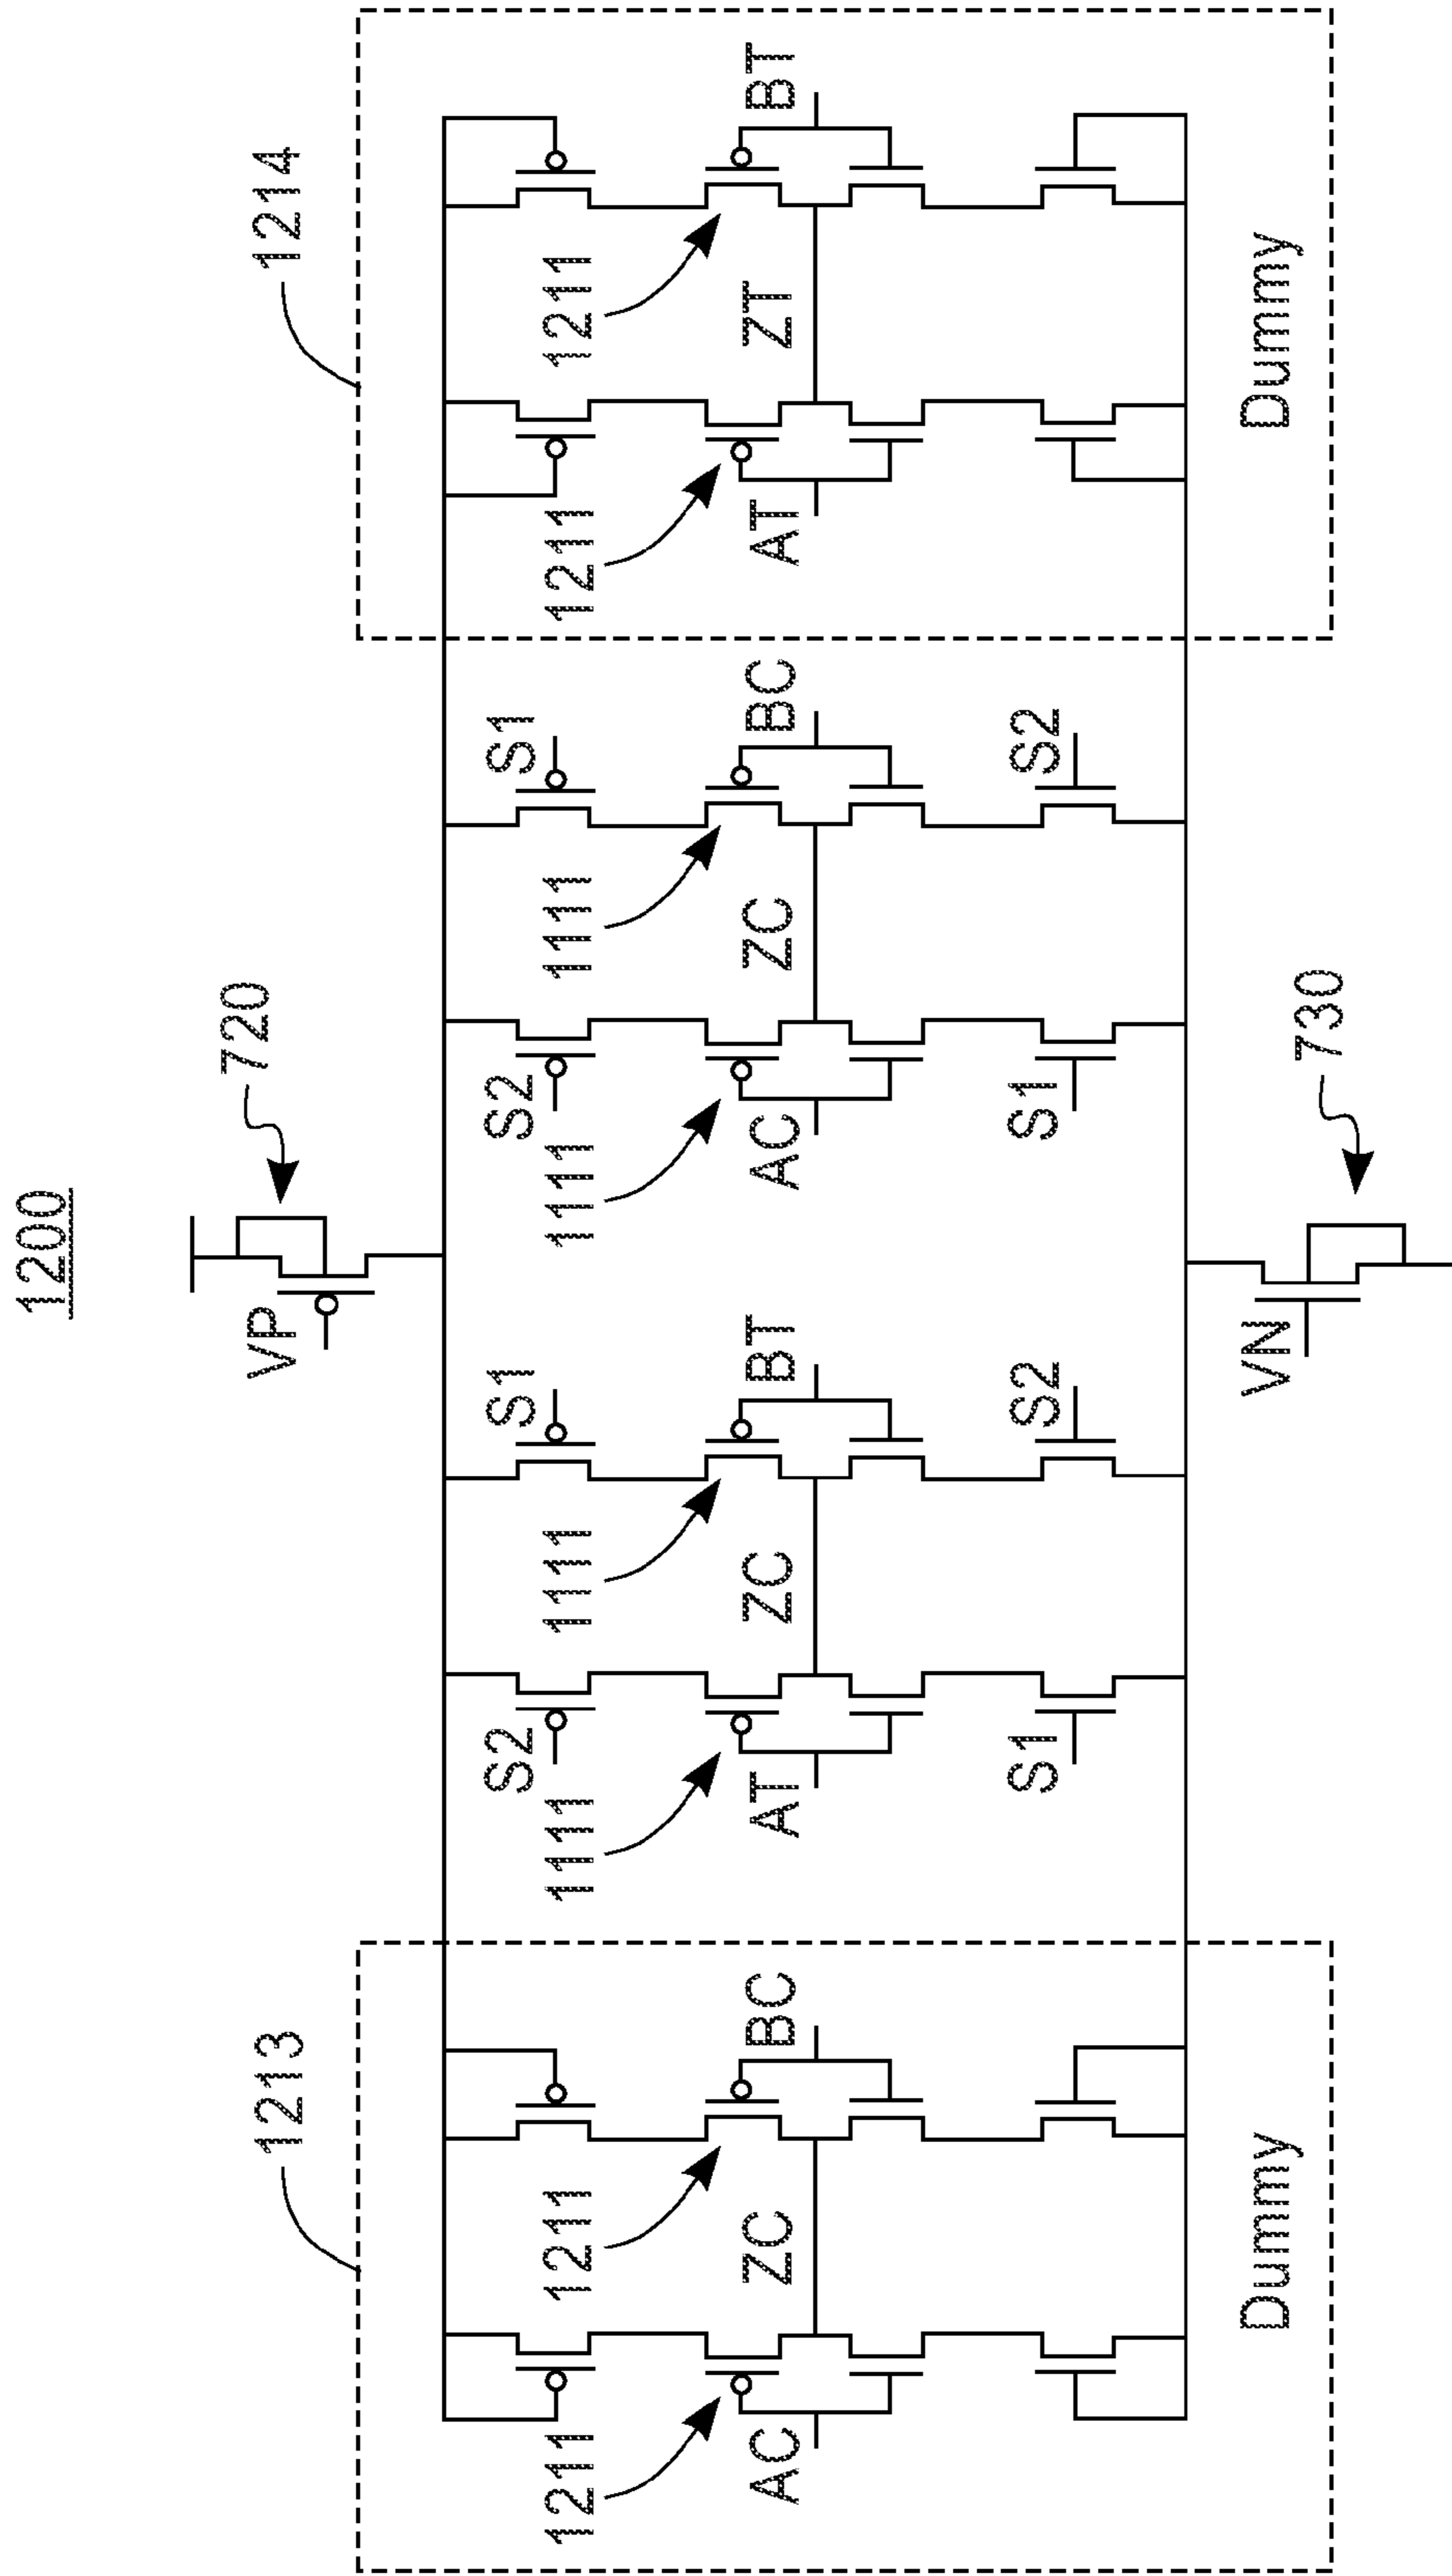 1200
720
1213 VP 1214
S2 S1 S2 S1
1211 1211 1111 1111 1111 1111 1211 1211
AC ZC BC AT ZC BT AC ZC BC AT ZT BT
S1 S2 S1 S2
Dummy VN Dummy
730